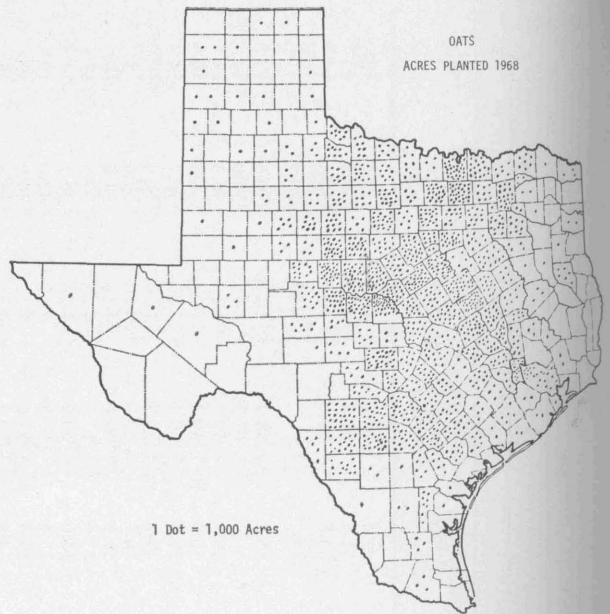 OATS
ACRES PLANTED 1968
1 Dot = 1,000 Acres